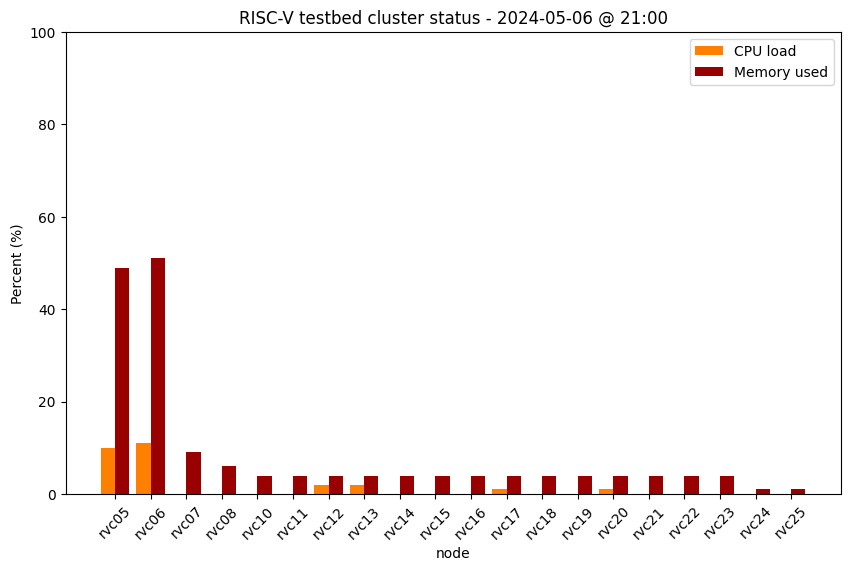 RISC-V testbed cluster status - 2024-05-06 @ 21:00
CPU load
Memory used
Percent (%)
100
80
60
40
20
0
rvc05 rvc06 rvc07 rvc08 rvc10 rvc11 rvc12 rvc13 rvc14 rvc15 rvc16 rvc17 rvc18 rvc19 rvc20 rvc21 rvc22 rvc23 rvc24 rvc25
node